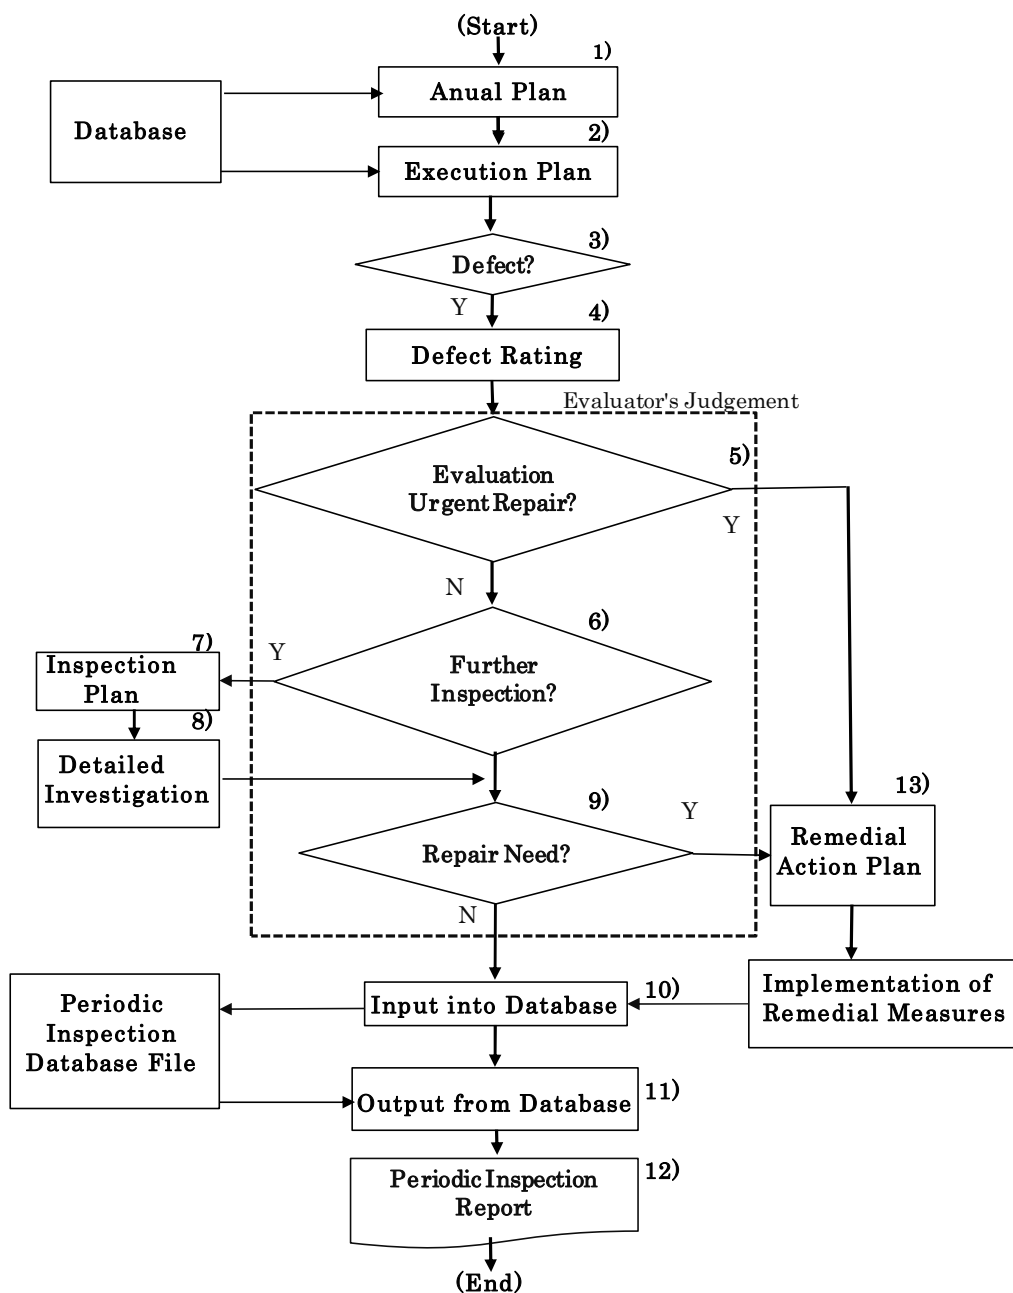 (Start)
1)
Anual Plan
Database
2)
Execution Plan
3)
Defect?
Y
4)
Defect Rating
Evaluator's Judgement
5)
Evaluation
Urgent Repair?
Y
N
6)
7)
Y
Inspection
Plan
Further
Inspection?
8)
Detailed
Investigation
13)
9)
Y
Remedial
Action Plan
Repair Need?
N
Periodic
Inspection
Database File
10)
Input into Database
Implementation of
Remedial Measures
11)
Output from Database
12)
Periodic Inspection
Report
(End)